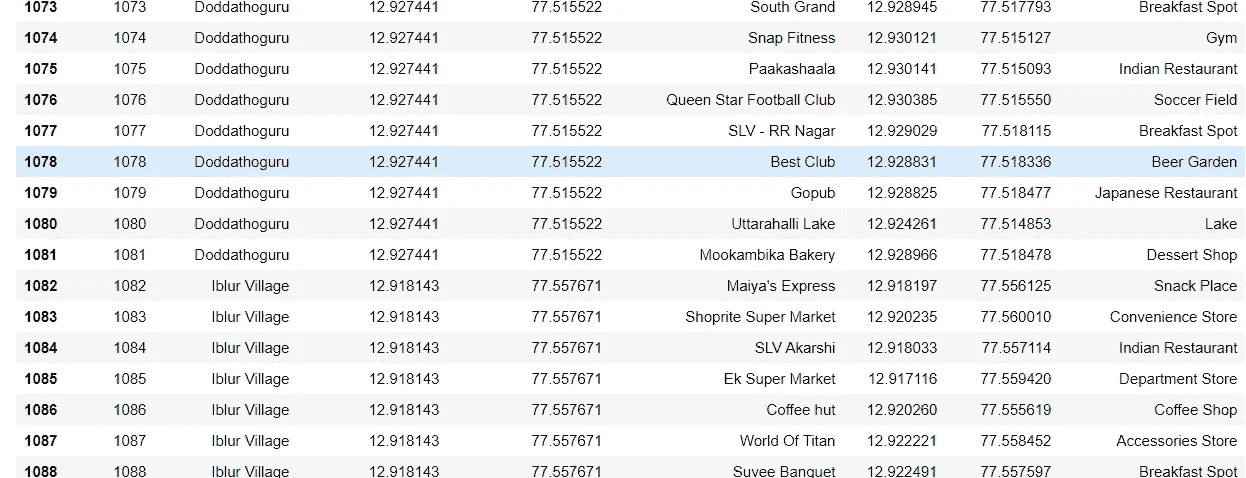 1073 1073 Doddathoguru 12.927441 77.515522 South Grand 12.928945 77.517793 Breakfast Spot
1074 1074 Doddathoguru 12.927441 77.515522 Snap Fitness 12.930121 77.515127 Gym
1075 1075 Doddathoguru 12.927441 77.515522 Paakashaala 12.930141 77.515093 Indian Restaurant
1076 1076 Doddathoguru 12.927441 77.515522 Queen Star Football Club 12.930385 77.515550 Soccer Field
1077 1077 Doddathoguru 12.927441 77.515522 SLV - RR Nagar 12.929029 77.518115 Breakfast Spot
1078 1078 Doddathoguru 12.927441 77.515522 Best Club 12.928831 77.518336 Beer Garden
1079 1079 Doddathoguru 12.927441 77.515522 Gopub 12.928825 77.518477 Japanese Restaurant
1080 1080 Doddathoguru 12.927441 77.515522 Uttarahalli Lake 12.924261 77.514853 Lake
1081 1081 Doddathoguru 12.927441 77.515522 Mookambika Bakery 12.928966 77.518478 Dessert Shop
1082 1082 Iblur Village 12.918143 77.557671 Maiya's Express 12.918197 77.556125 Snack Place
1083 1083 Iblur Village 12.918143 77.557671 Shoprite Super Market 12.920235 77.560010 Convenience Store
1084 1084 Iblur Village 12.918143 77.557671 SLV Akarshi 12.918033 77.557114 Indian Restaurant
1085 1085 Iblur Village 12.918143 77.557671 Ek Super Market 12.917116 77.559420 Department Store
1086 1086 Iblur Village 12.918143 77.557671 Coffee hut 12.920260 77.555619 Coffee Shop
1087 1087 Iblur Village 12.918143 77.557671 World Of Titan 12.922221 77.558452 Accessories Store
1088 1088 Iblur Village 12.918143 77.557671 Suvee Banquet 12.922491 77.557597 Breakfast Spot